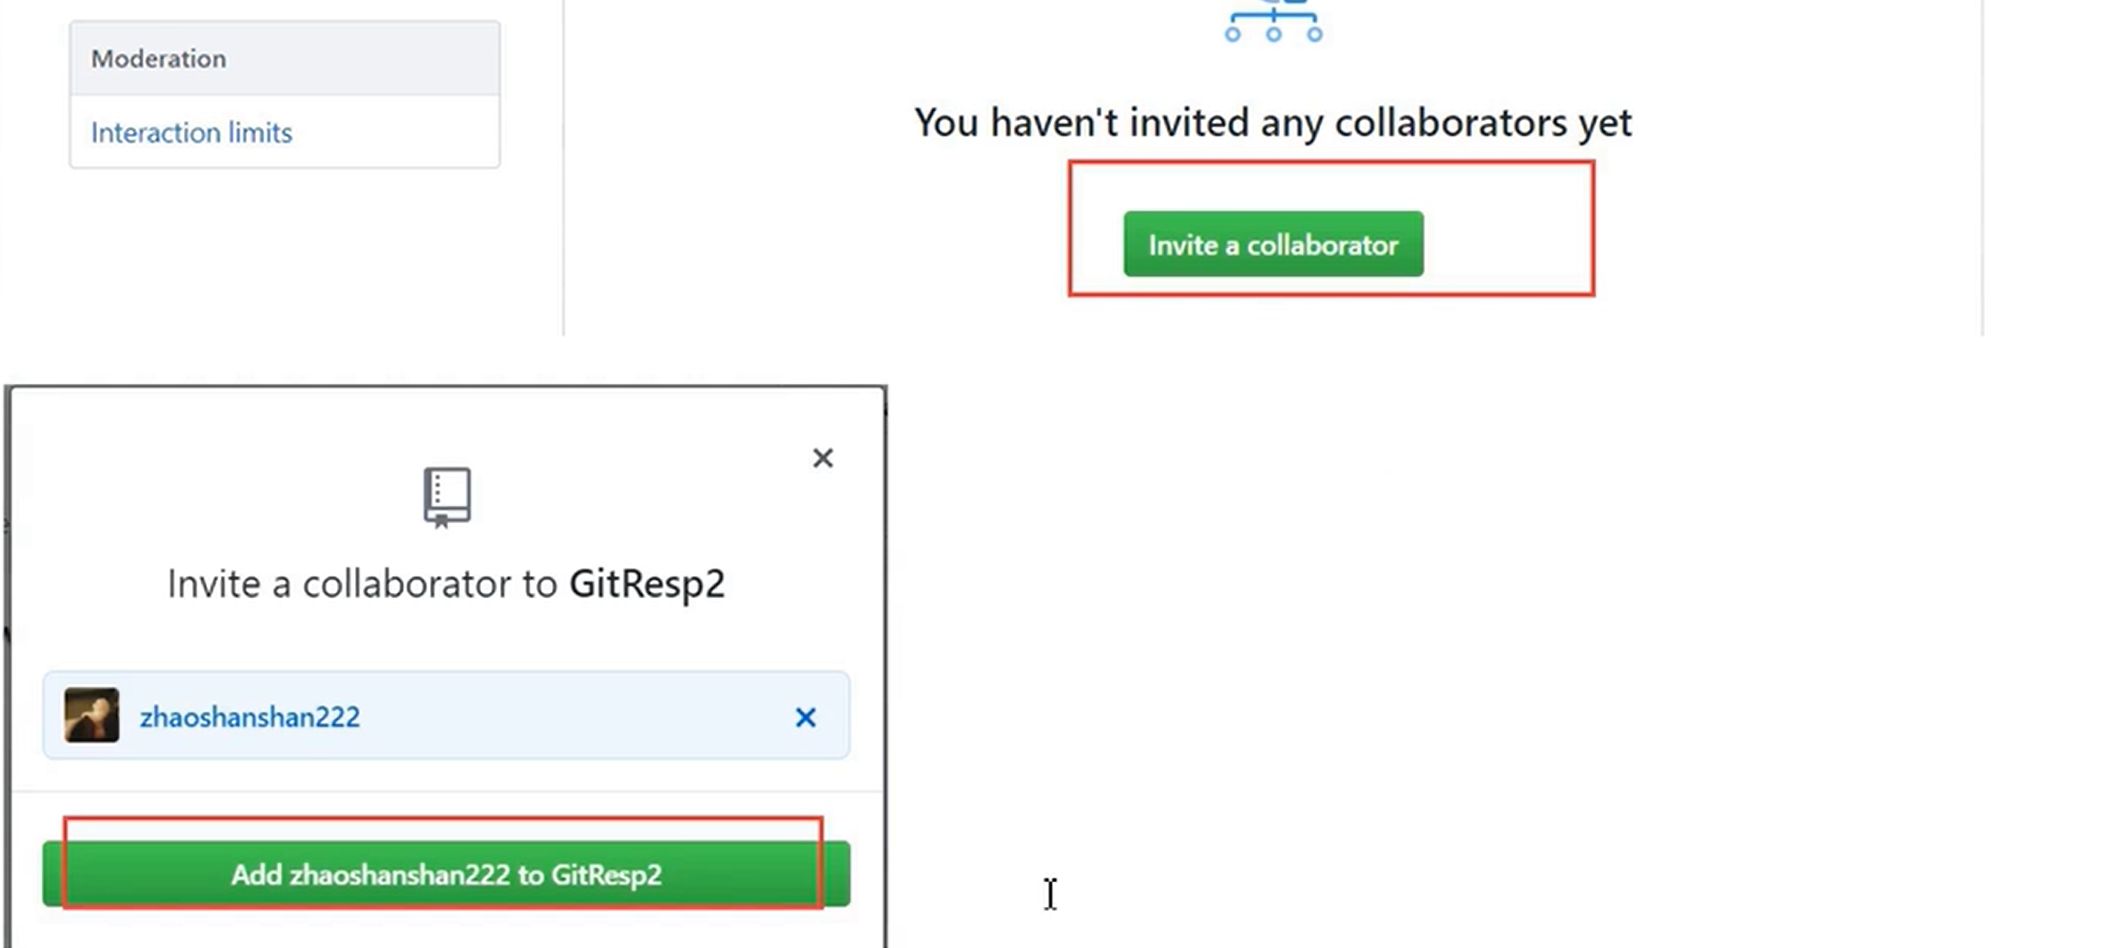 Moderation
Interaction limits
You haven't invited any collaborators yet
Invite a collaborator
Invite a collaborator to GitResp2
zhaoshanshan222
Add zhaoshanshan222 to GitResp2